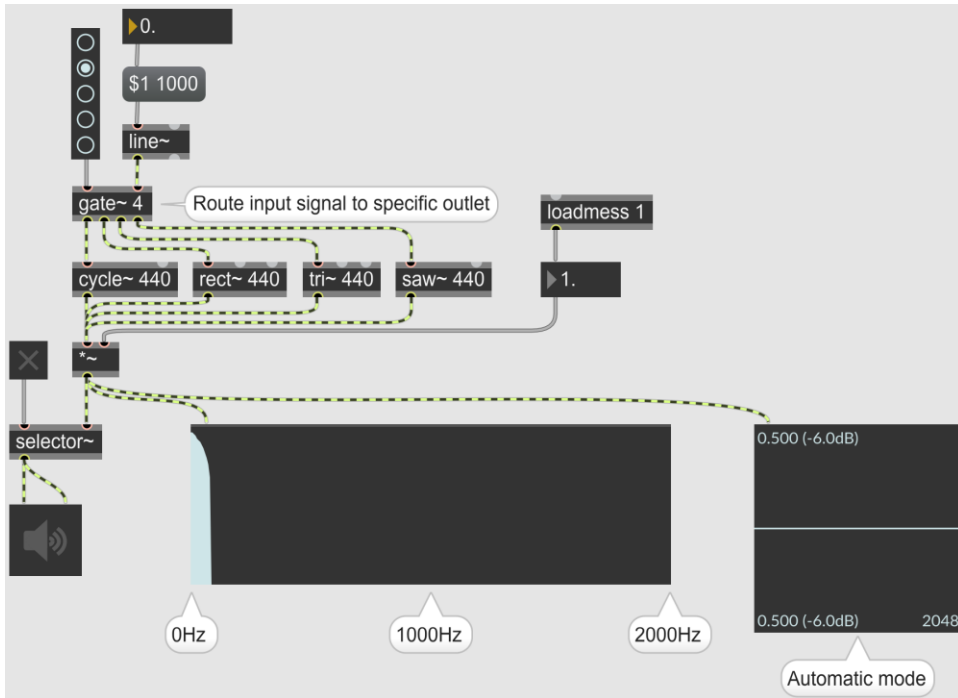 0.
$1 1000
line~
gate~ 4
Route input signal to specific outlet
loadmess 1
cycle~ 440
rect~ 440
tri~ 440
saw~ 440
1.
*~
selector~
0.500 (-6.0dB)
0.500 (-6.0dB)
2048
0Hz
1000Hz
2000Hz
Automatic mode